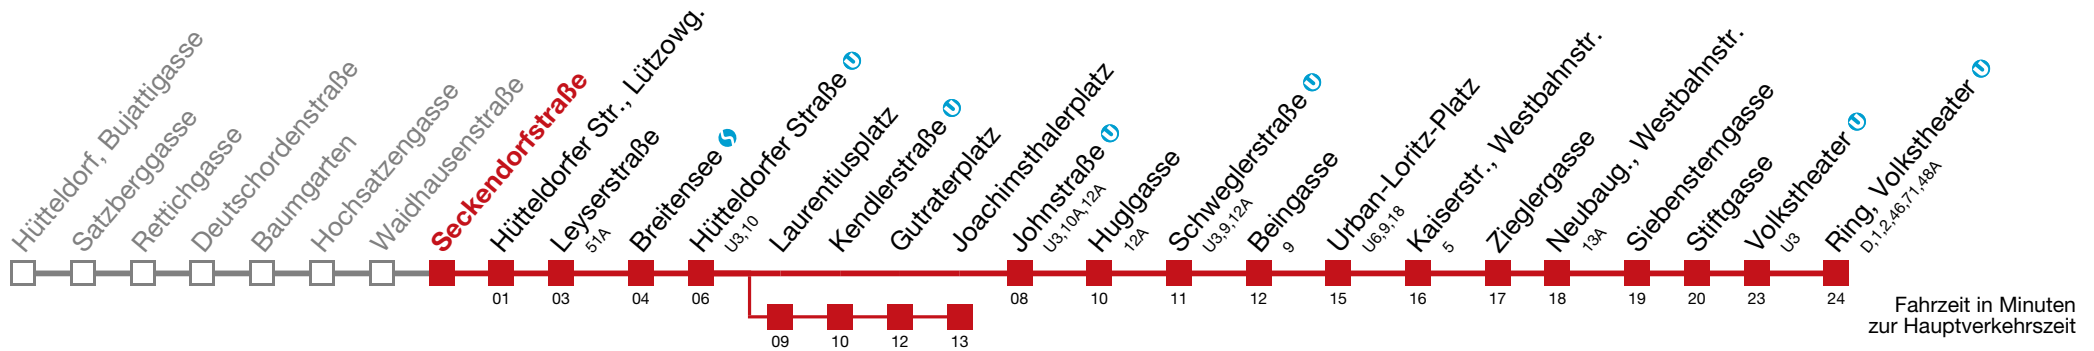 Hütteldorf, Bujattigasse
Satzberggasse
Rettichgasse
Deutschordenstraße
Baumgarten
Hochsatzengasse
Waidhausenstraße
Seckendorfstraße
Hütteldorfer Str., Lützowg.
Leyserstraße
51A
Breitensee
Hütteldorfer Straße U
U3,10
Laurentiusplatz
Kendlerstraße U
Gutraterplatz
Joachimsthalerplatz
Johnstraße U
U3,10A,12A
Huglgasse
12A
Schweglerstraße U
U3,9,12A
Beingasse
9
Urban-Loritz-Platz
U6,9,18
Kaiserstr., Westbahnstr.
5
Zieglergasse
Neubaug., Westbahnstr.
13A
Siebensterngasse
Stiftgasse
Volkstheater U
U3
Ring, Volkstheater U
D,1,2,46,71,48A
01 03 04 06 08 10 11 12 15 16 17 18 19 20 23 24
09 10 12 13
Fahrzeit in Minuten
zur Hauptverkehrszeit